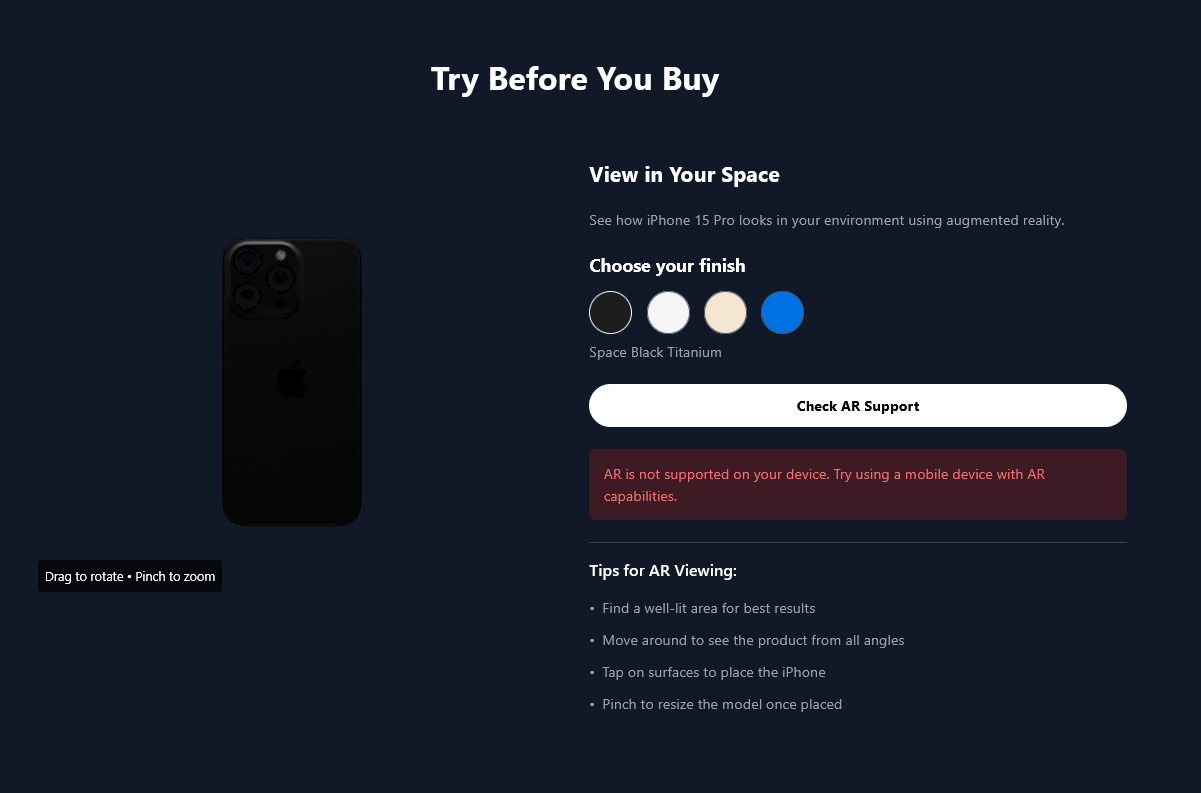 Try Before You Buy
View in Your Space
See how iPhone 15 Pro looks in your environment using augmented reality.
Choose your finish
Space Black Titanium
Check AR Support
AR is not supported on your device. Try using a mobile device with AR
capabilities.
Drag to rotate • Pinch to zoom
Tips for AR Viewing:
• Find a well-lit area for best results
• Move around to see the product from all angles
• Tap on surfaces to place the iPhone
• Pinch to resize the model once placed